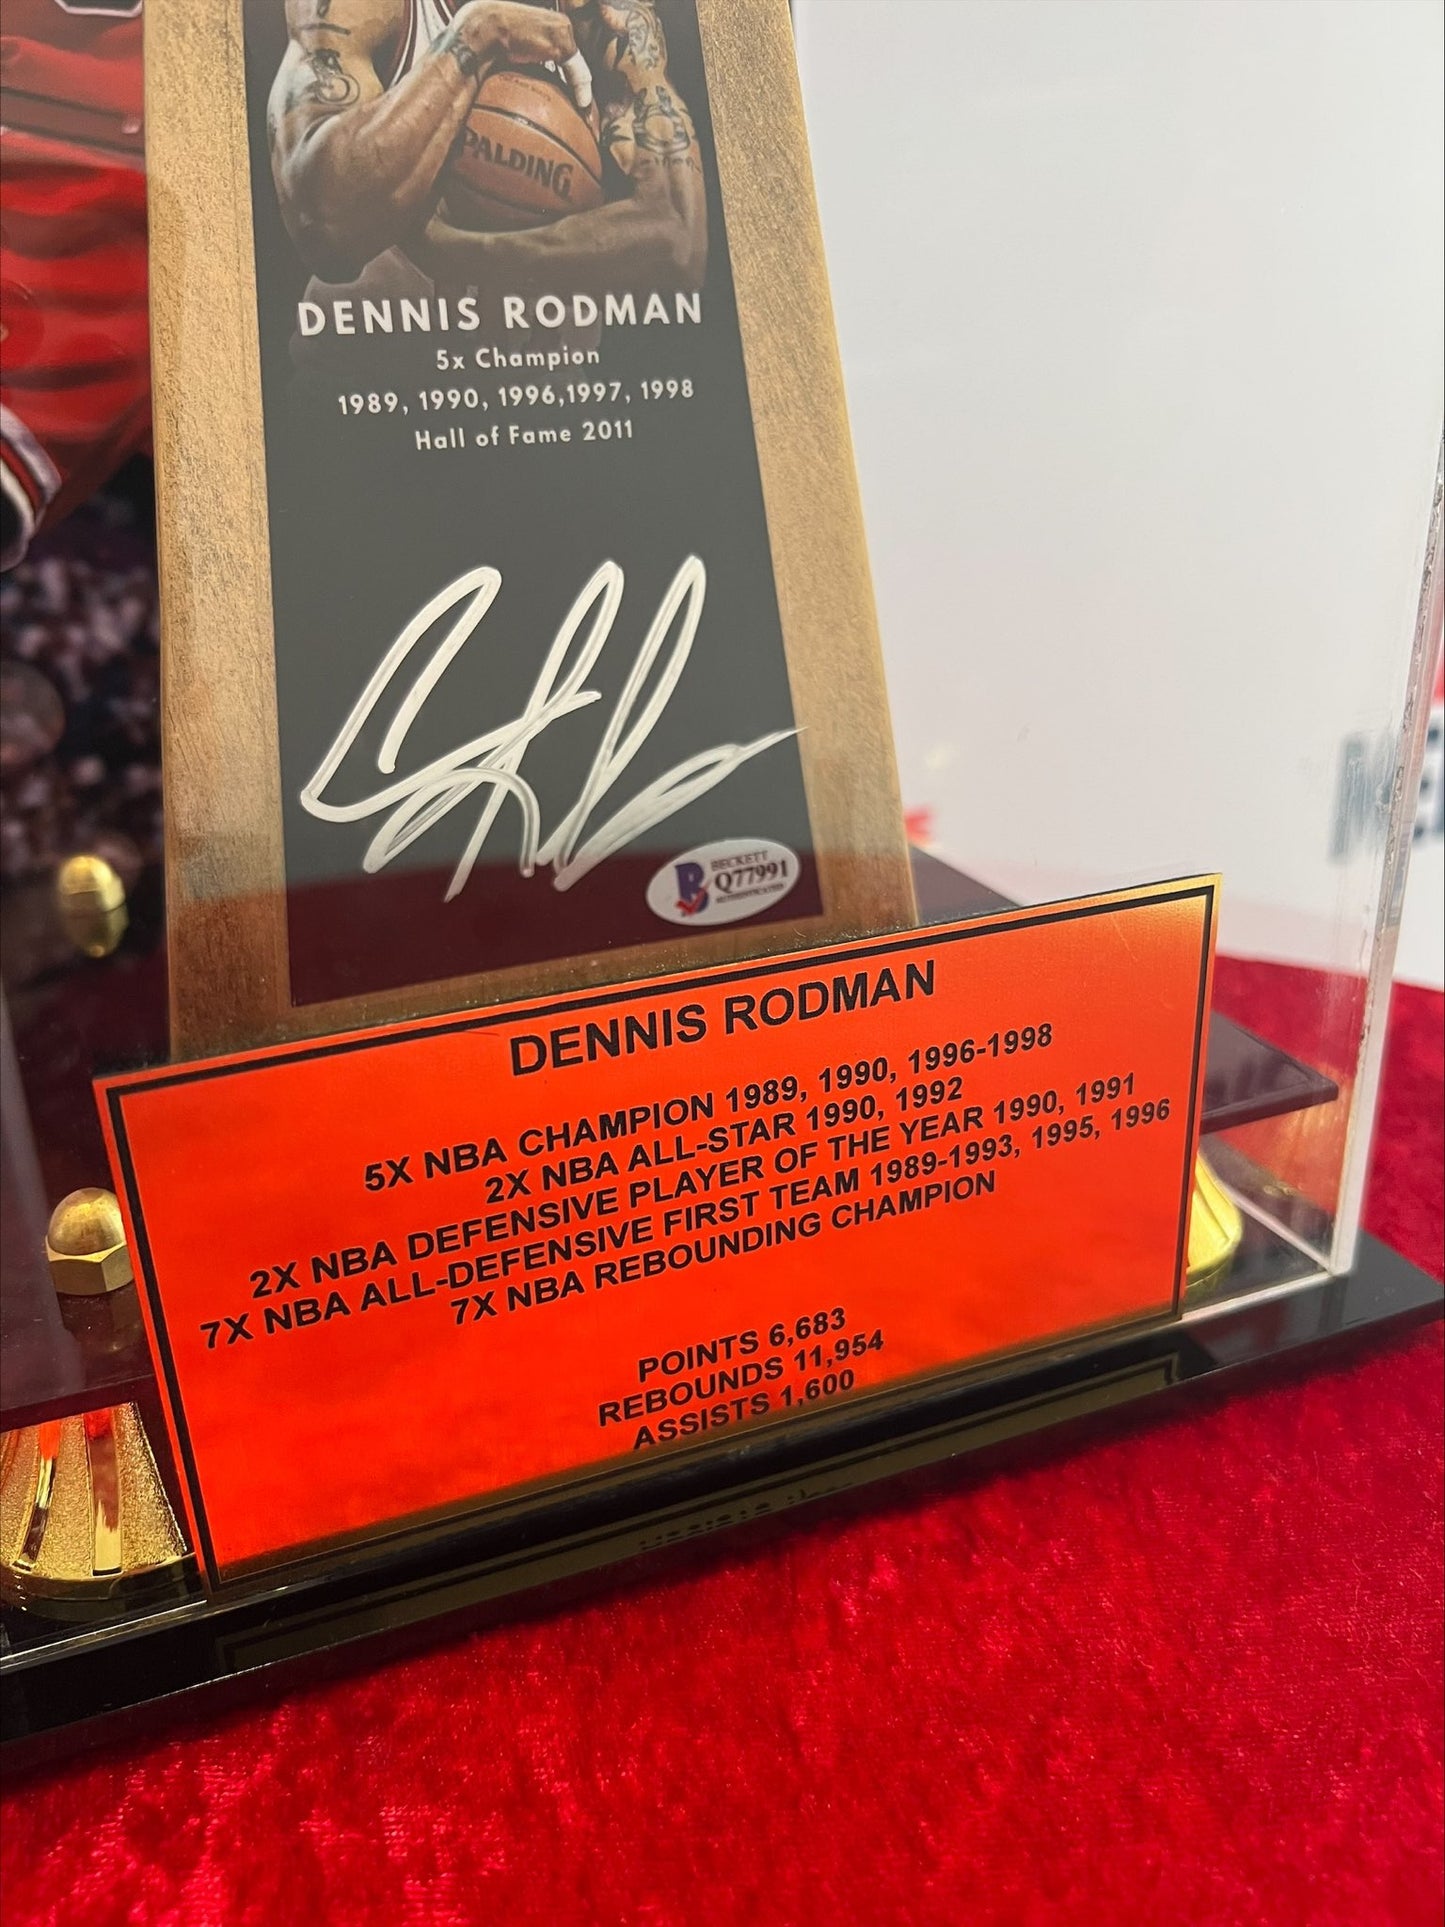 SPALDING
DENNIS RODMAN
5x Champion
1989, 1990, 1996,1997, 1998
Hall of Fame 2011
B
BECKETT
Q77991
AUTHENTICATED
DENNIS RODMAN
5X NBA CHAMPION 1989, 1990, 1996-1998
2X NBA ALL-STAR 1990, 1992
2X NBA DEFENSIVE PLAYER OF THE YEAR 1990, 1991
7X NBA ALL-DEFENSIVE FIRST TEAM 1989-1993, 1995, 1996
7X NBA REBOUNDING CHAMPION
POINTS 6,683
REBOUNDS 11,954
ASSISTS 1,600